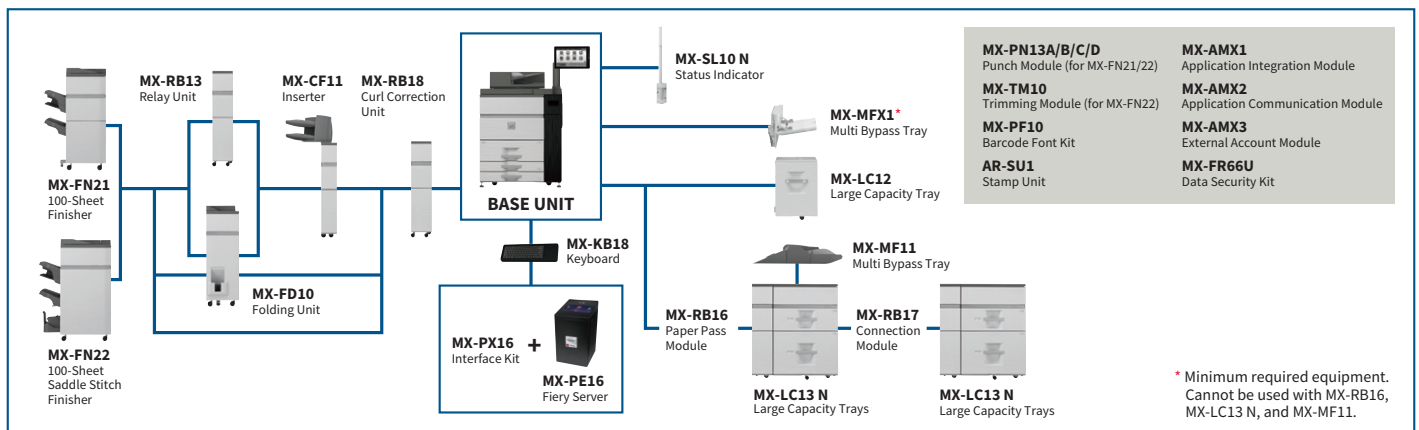 MX-FN21
100-Sheet
Finisher
MX-FN22
100-Sheet
Saddle Stitch
Finisher
MX-RB13
Relay Unit
MX-FD10
Folding Unit
MX-CF11
Inserter
MX-RB18
Curl Correction
Unit
BASE UNIT
MX-KB18
Keyboard
MX-PX16
Interface Kit
+
MX-PE16
Fiery Server
MX-SL10 N
Status Indicator
MX-MFX1*
Multi Bypass Tray
MX-LC12
Large Capacity Tray
MX-MF11
Multi Bypass Tray
MX-RB16
Paper Pass
Module
MX-LC13 N
Large Capacity Trays
MX-RB17
Connection
Module
MX-LC13 N
Large Capacity Trays
MX-PN13A/B/C/D
Punch Module (for MX-FN21/22)
MX-TM10
Trimming Module (for MX-FN22)
MX-PF10
Barcode Font Kit
AR-SU1
Stamp Unit
MX-AMX1
Application Integration Module
MX-AMX2
Application Communication Module
MX-AMX3
External Account Module
MX-FR66U
Data Security Kit
* Minimum required equipment.
Cannot be used with MX-RB16,
MX-LC13 N, and MX-MF11.